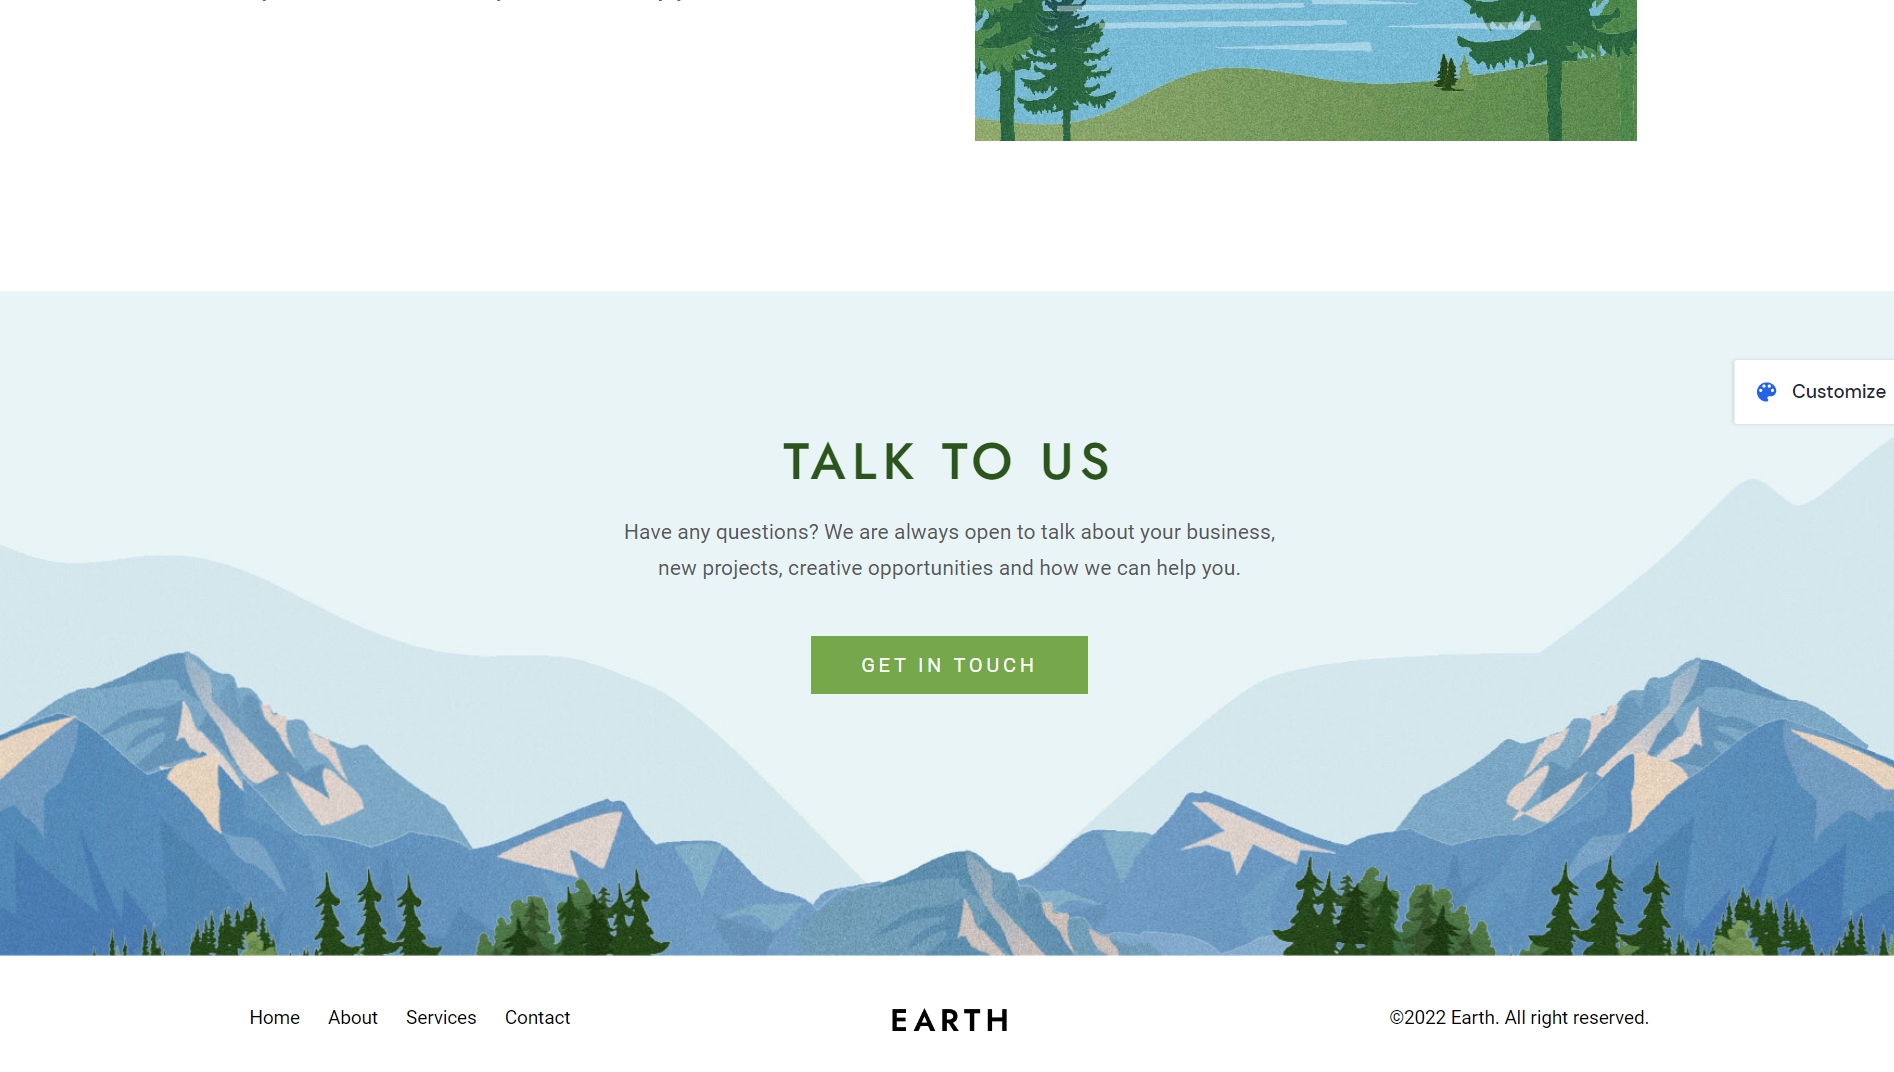 Customize
TALK TO US
Have any questions? We are always open to talk about your business,
new projects, creative opportunities and how we can help you.
GET IN TOUCH
Home About Services Contact
EARTH
©2022 Earth. All right reserved.